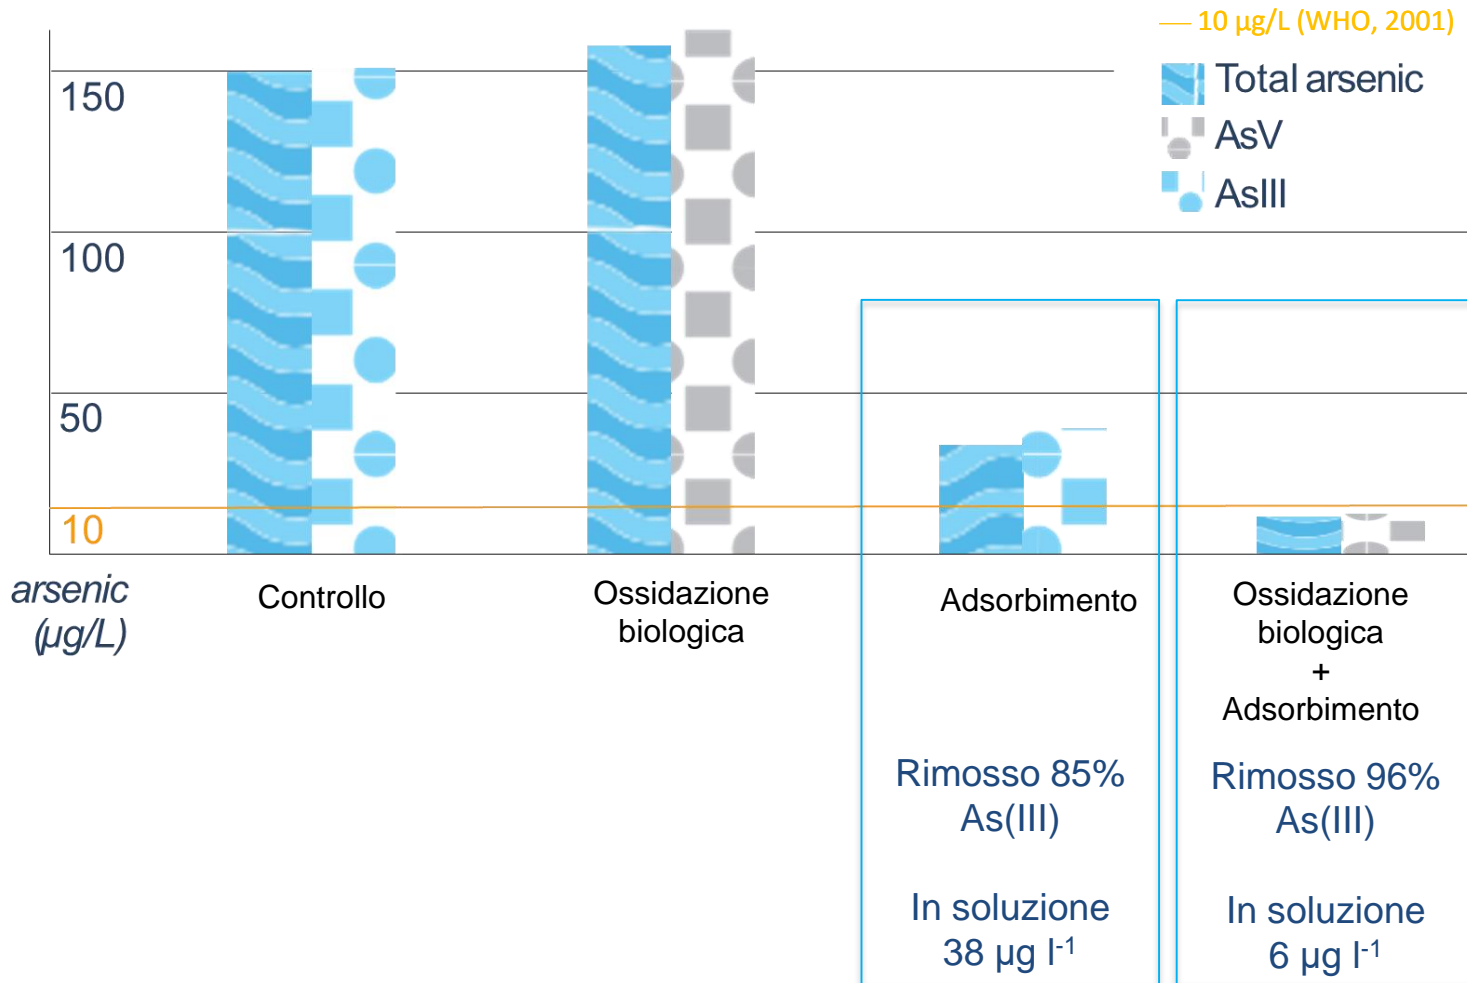 10 µg/L (WHO, 2001)
Total arsenic
AsV
AsIII
150
100
50
10
arsenic
(µg/L)
Controllo
Ossidazione
biologica
Adsorbimento
Ossidazione
biologica
+
Adsorbimento
Rimosso 85%
As(III)
In soluzione
38 µg l⁻¹
Rimosso 96%
As(III)
In soluzione
6 µg l⁻¹